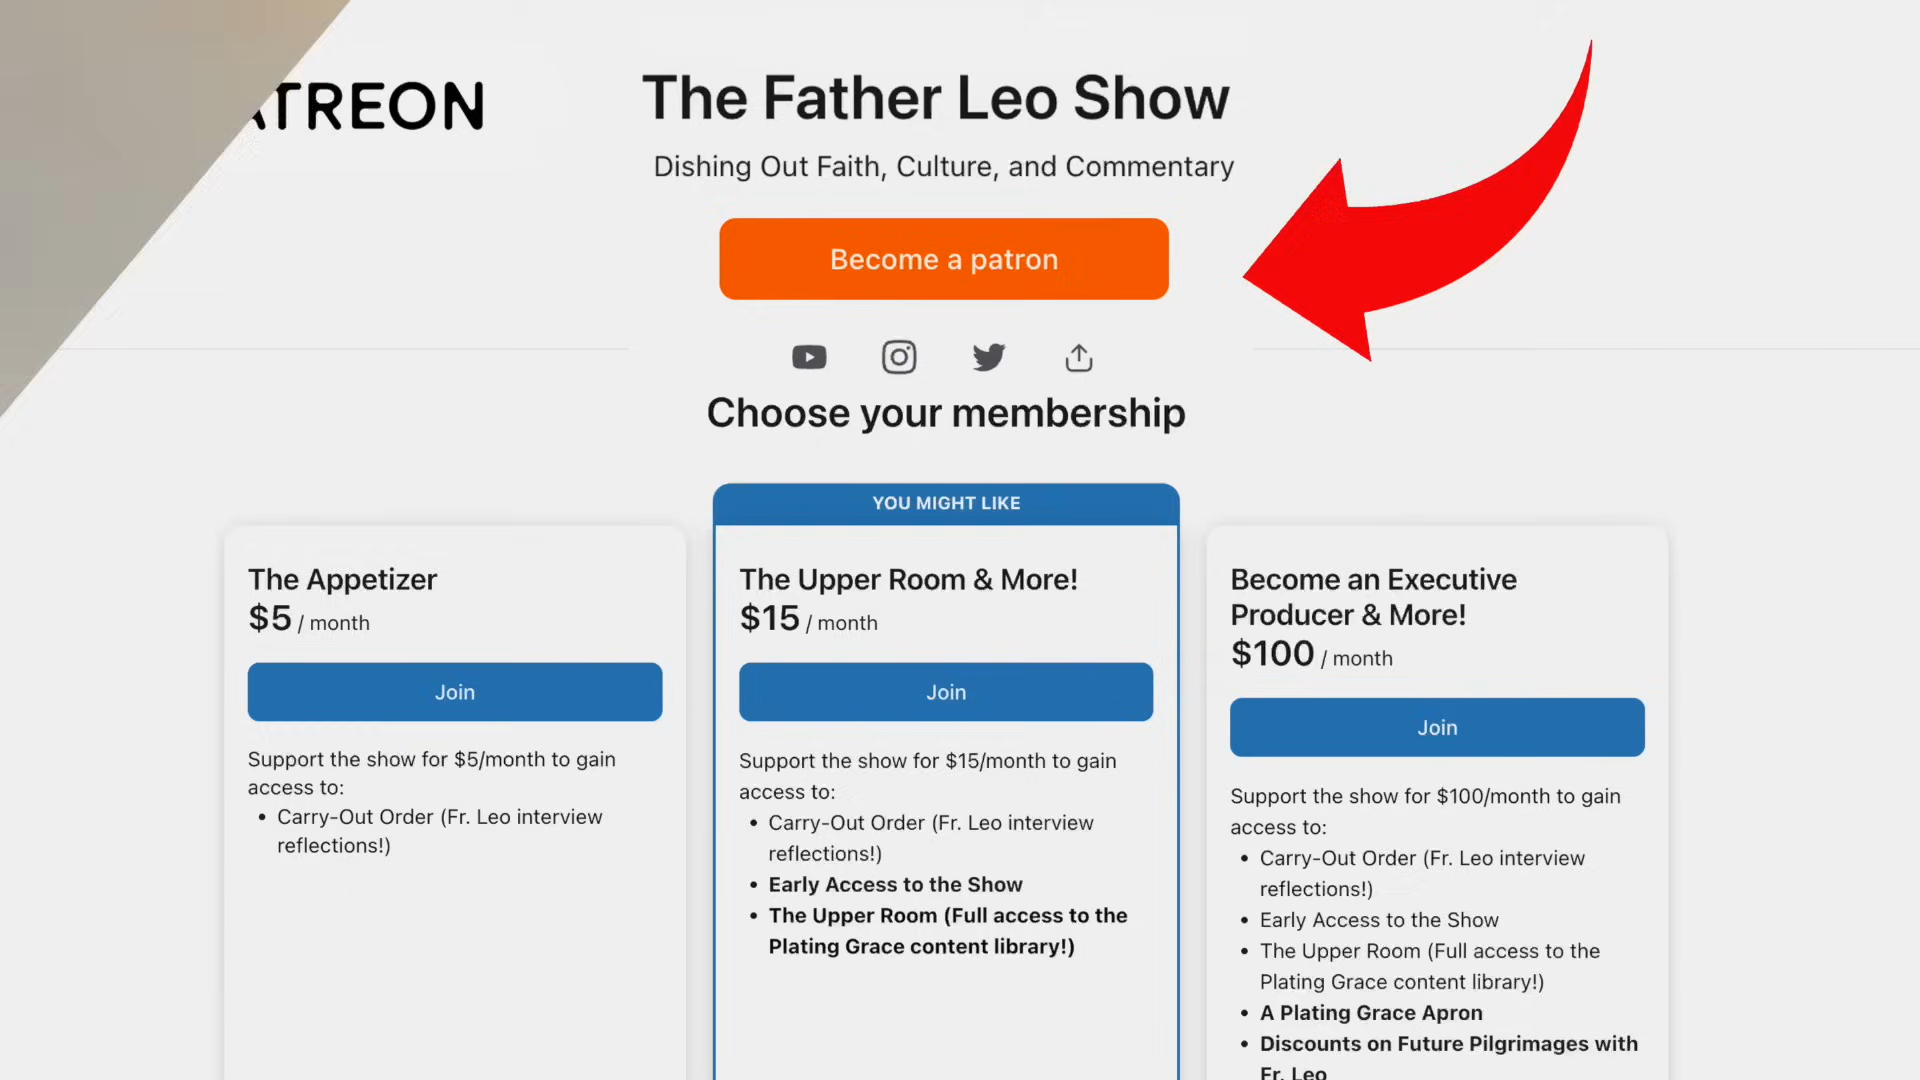 ATREON
The Father Leo Show
Dishing Out Faith, Culture, and Commentary
Become a patron
Choose your membership
YOU MIGHT LIKE
The Appetizer
$5 / month
Join
Support the show for $5/month to gain
access to:
• Carry-Out Order (Fr. Leo interview
reflections!)
The Upper Room & More!
$15 / month
Join
Support the show for $15/month to gain
access to:
• Carry-Out Order (Fr. Leo interview
reflections!)
• Early Access to the Show
• The Upper Room (Full access to the
Plating Grace content library!)
Become an Executive
Producer & More!
$100 / month
Join
Support the show for $100/month to gain
access to:
• Carry-Out Order (Fr. Leo interview
reflections!)
• Early Access to the Show
• The Upper Room (Full access to the
Plating Grace content library!)
• A Plating Grace Apron
• Discounts on Future Pilgrimages with
Fr. Leo